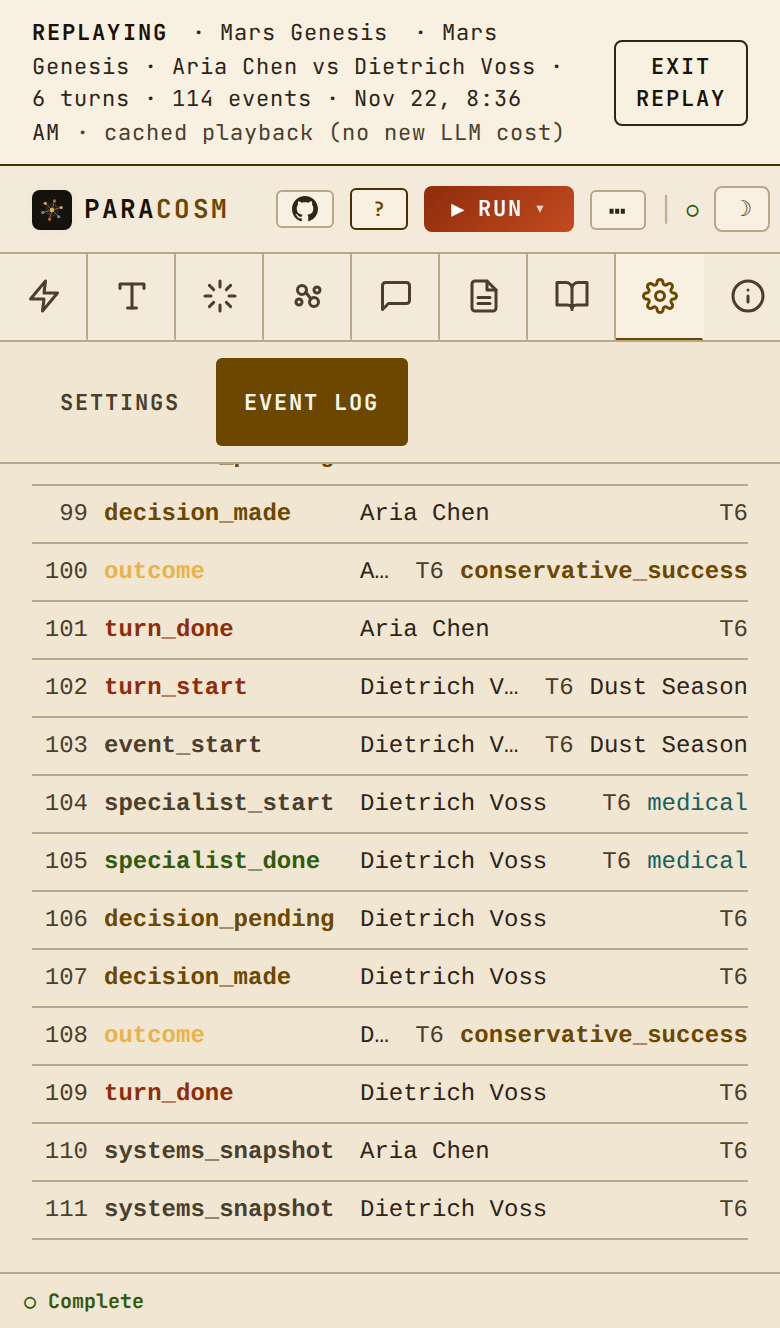 REPLAYING · Mars Genesis · Mars
Genesis · Aria Chen vs Dietrich Voss ·
6 turns · 114 events · Nov 22, 8:36
AM · cached playback (no new LLM cost)
EXIT
REPLAY
PARACOSM
?
▶ RUN ▾
…
SETTINGS
EVENT LOG
99 decision_made Aria Chen T6
100 outcome A… T6 conservative_success
101 turn_done Aria Chen T6
102 turn_start Dietrich V… T6 Dust Season
103 event_start Dietrich V… T6 Dust Season
104 specialist_start Dietrich Voss T6 medical
105 specialist_done Dietrich Voss T6 medical
106 decision_pending Dietrich Voss T6
107 decision_made Dietrich Voss T6
108 outcome D… T6 conservative_success
109 turn_done Dietrich Voss T6
110 systems_snapshot Aria Chen T6
111 systems_snapshot Dietrich Voss T6
○ Complete